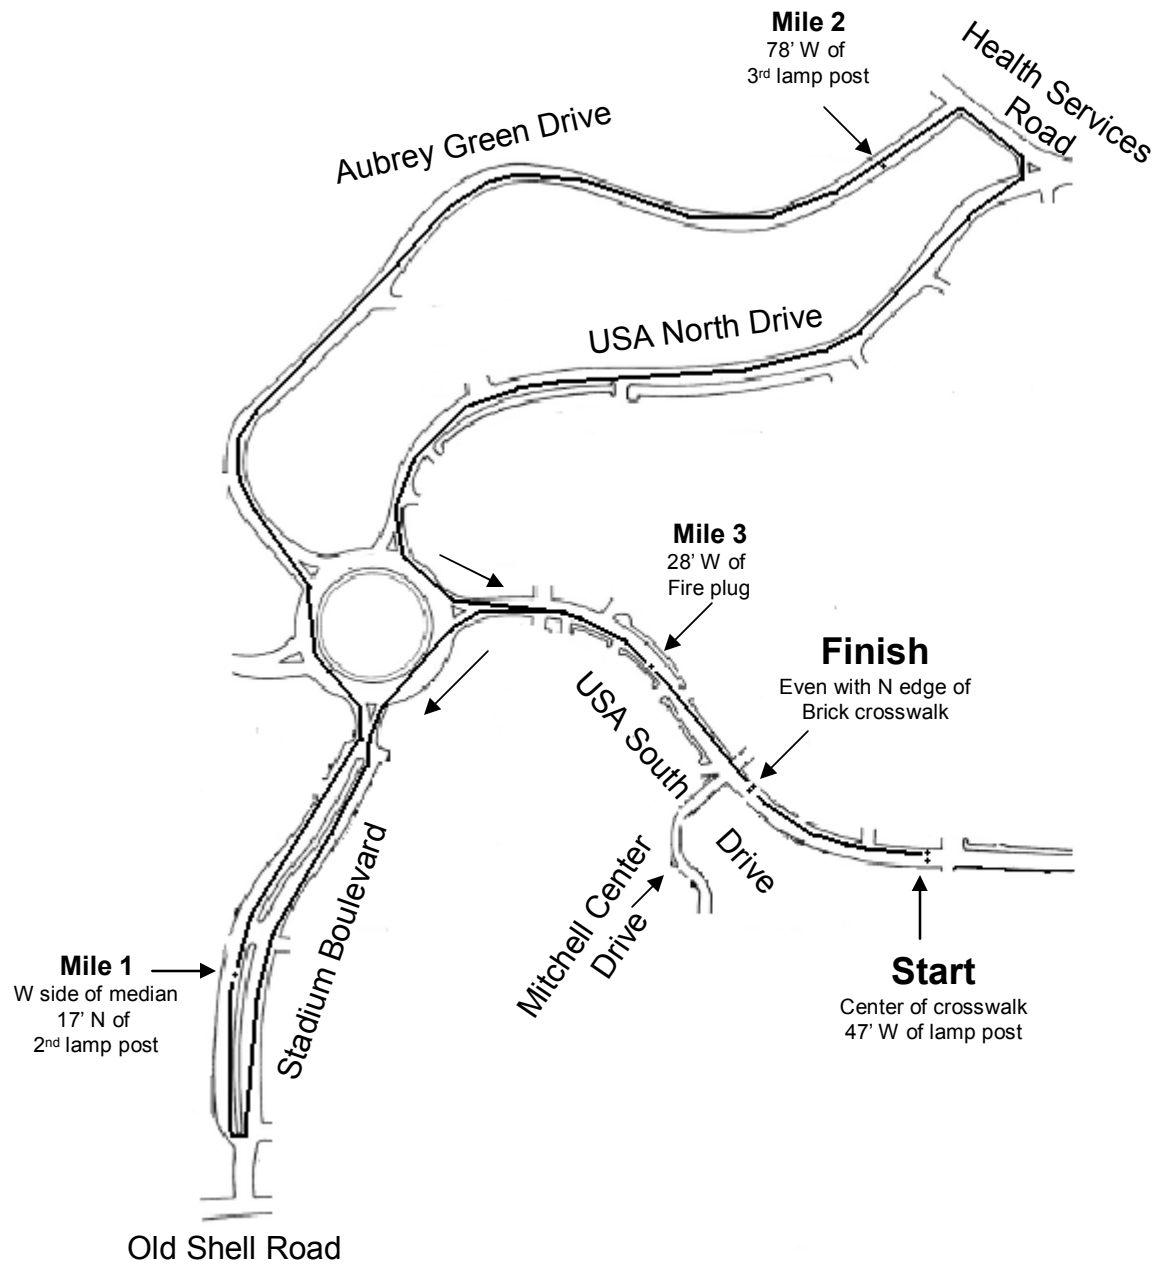 Mile 2
78’ W of
3rd lamp post
Health Services
Road
Aubrey Green Drive
USA North Drive
Mile 3
28’ W of
Fire plug
Finish
Even with N edge of
Brick crosswalk
USA South
Drive
Mitchell Center
Drive
Stadium Boulevard
Mile 1
W side of median
17’ N of
2nd lamp post
Start
Center of crosswalk
47’ W of lamp post
Old Shell Road